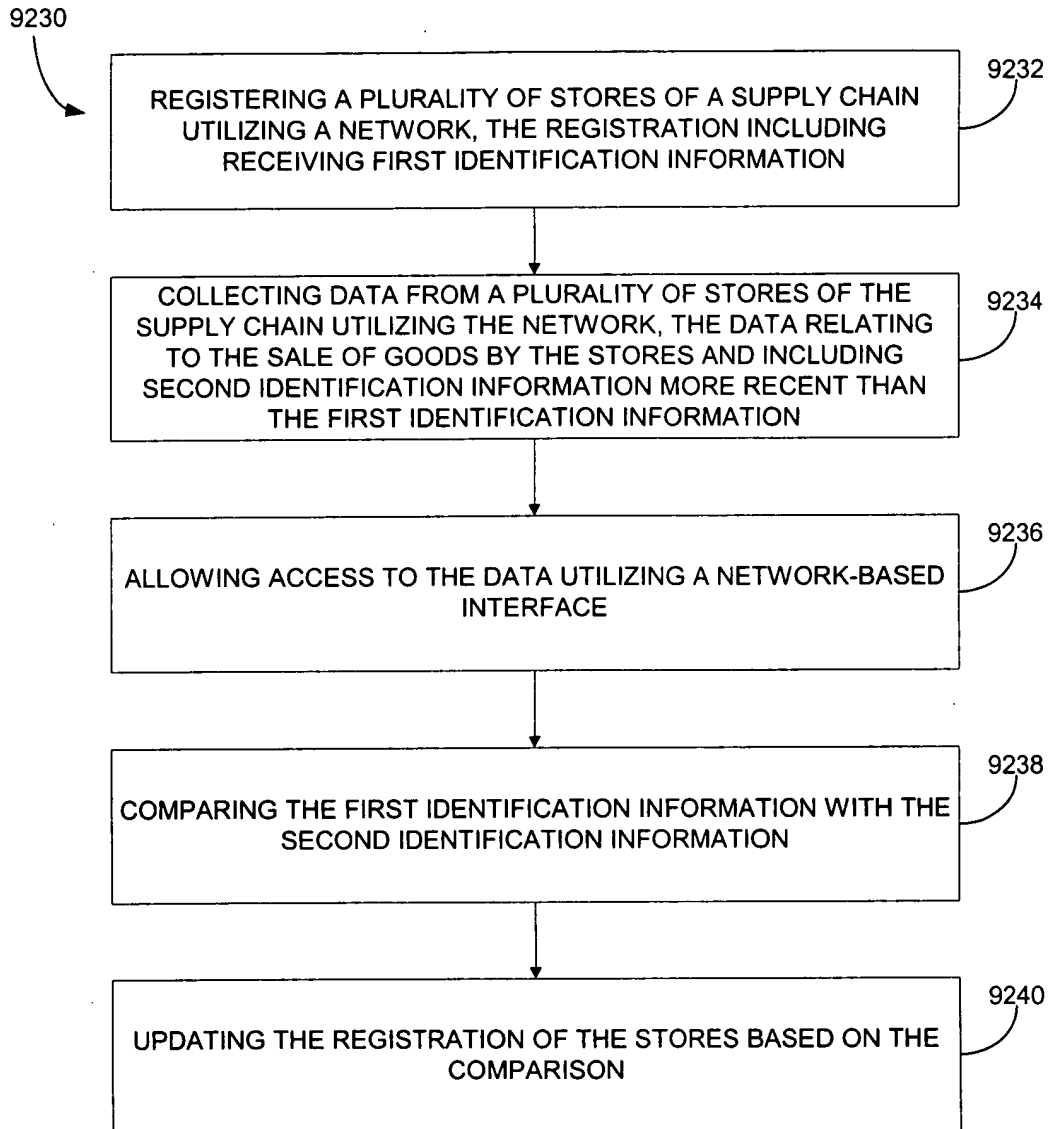 9230
9232
REGISTERING A PLURALITY OF STORES OF A SUPPLY CHAIN
UTILIZING A NETWORK, THE REGISTRATION INCLUDING
RECEIVING FIRST IDENTIFICATION INFORMATION
9234
COLLECTING DATA FROM A PLURALITY OF STORES OF THE
SUPPLY CHAIN UTILIZING THE NETWORK, THE DATA RELATING
TO THE SALE OF GOODS BY THE STORES AND INCLUDING
SECOND IDENTIFICATION INFORMATION MORE RECENT THAN
THE FIRST IDENTIFICATION INFORMATION
9236
ALLOWING ACCESS TO THE DATA UTILIZING A NETWORK-BASED
INTERFACE
9238
COMPARING THE FIRST IDENTIFICATION INFORMATION WITH THE
SECOND IDENTIFICATION INFORMATION
9240
UPDATING THE REGISTRATION OF THE STORES BASED ON THE
COMPARISON